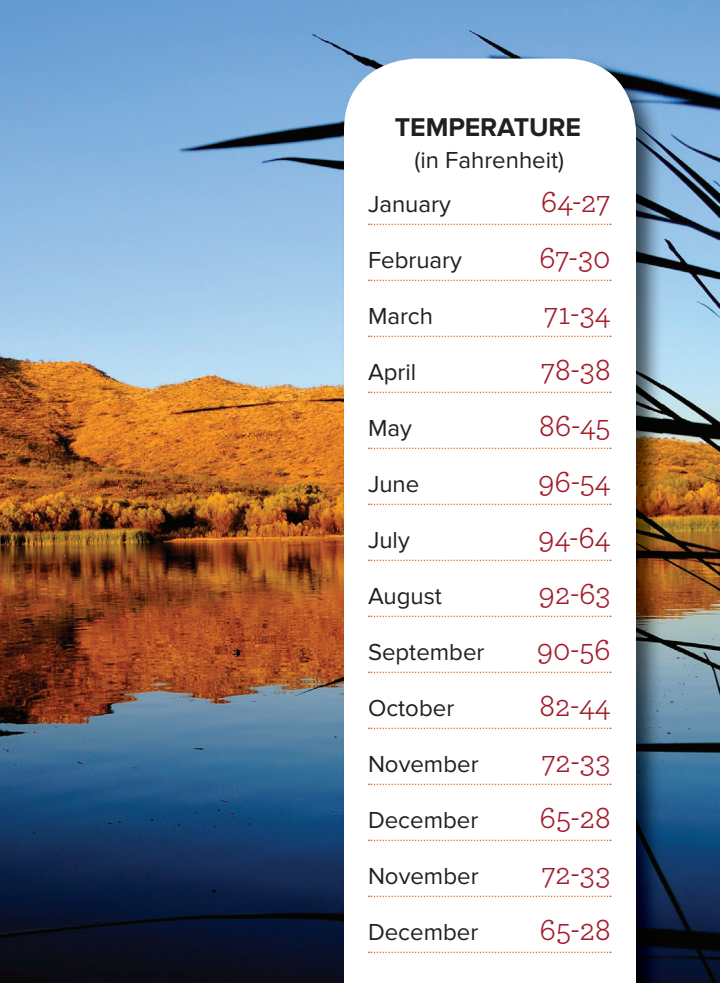 TEMPERATURE
(in Fahrenheit)
January 64-27
February 67-30
March 71-34
April 78-38
May 86-45
June 96-54
July 94-64
August 92-63
September 90-56
October 82-44
November 72-33
December 65-28
November 72-33
December 65-28